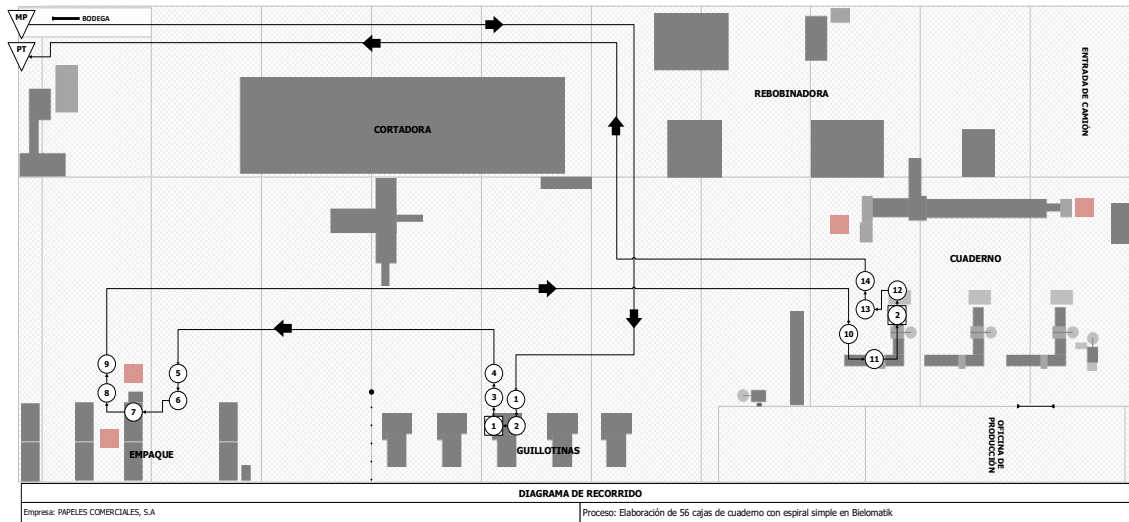 MP
BODEGA
PT
CORTADORA
REBOBINADORA
ENTRADA DE CAMIÓN
CUADERNO
14
12
13
2
10
11
9
8
7
5
6
4
3
1
1
2
EMPAQUE
GUILLOTINAS
OFICINA DE
PRODUCCIÓN
DIAGRAMA DE RECORRIDO
Empresa: PAPELES COMERCIALES, S.A
Proceso: Elaboración de 56 cajas de cuaderno con espiral simple en Bielomatik